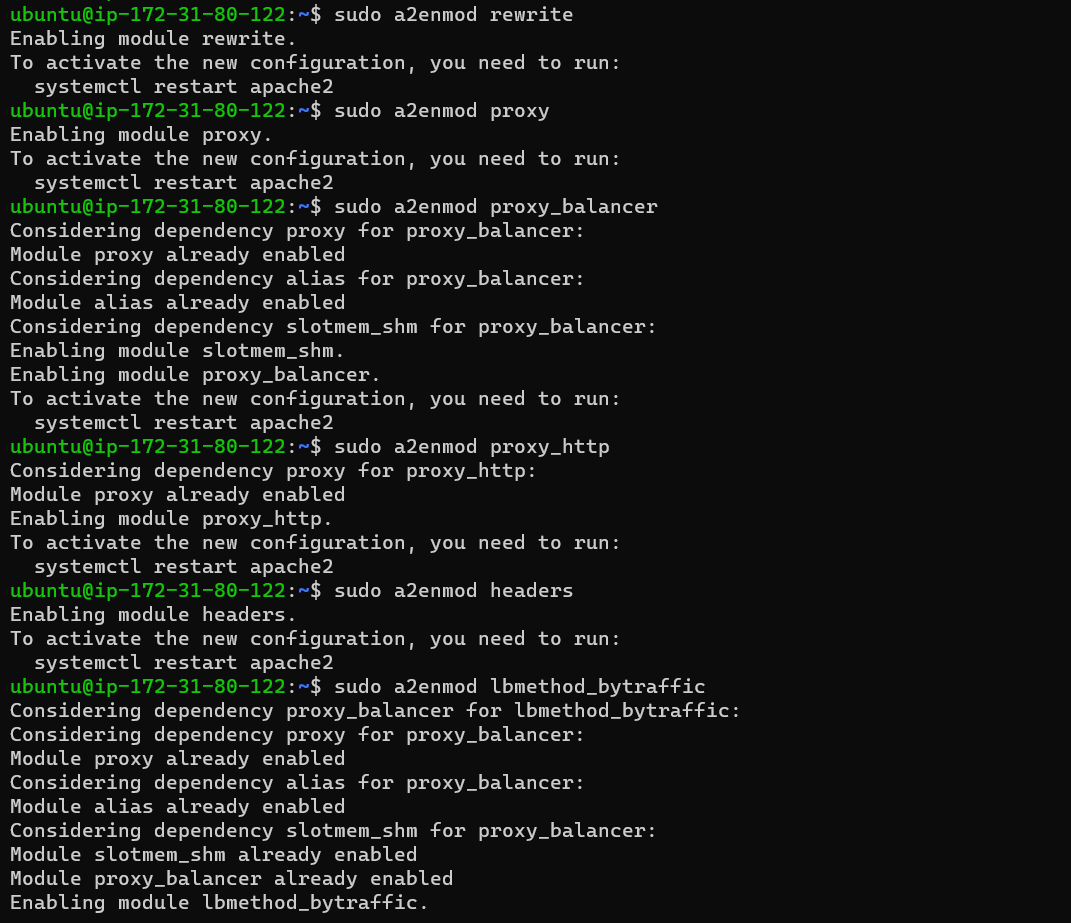 ubuntu@ip-172-31-80-122:~$ sudo a2enmod rewrite
Enabling module rewrite.
To activate the new configuration, you need to run:
  systemctl restart apache2
ubuntu@ip-172-31-80-122:~$ sudo a2enmod proxy
Enabling module proxy.
To activate the new configuration, you need to run:
  systemctl restart apache2
ubuntu@ip-172-31-80-122:~$ sudo a2enmod proxy_balancer
Considering dependency proxy for proxy_balancer:
Module proxy already enabled
Considering dependency alias for proxy_balancer:
Module alias already enabled
Considering dependency slotmem_shm for proxy_balancer:
Enabling module slotmem_shm.
Enabling module proxy_balancer.
To activate the new configuration, you need to run:
  systemctl restart apache2
ubuntu@ip-172-31-80-122:~$ sudo a2enmod proxy_http
Considering dependency proxy for proxy_http:
Module proxy already enabled
Enabling module proxy_http.
To activate the new configuration, you need to run:
  systemctl restart apache2
ubuntu@ip-172-31-80-122:~$ sudo a2enmod headers
Enabling module headers.
To activate the new configuration, you need to run:
  systemctl restart apache2
ubuntu@ip-172-31-80-122:~$ sudo a2enmod lbmethod_bytraffic
Considering dependency proxy_balancer for lbmethod_bytraffic:
Considering dependency proxy for proxy_balancer:
Module proxy already enabled
Considering dependency alias for proxy_balancer:
Module alias already enabled
Considering dependency slotmem_shm for proxy_balancer:
Module slotmem_shm already enabled
Module proxy_balancer already enabled
Enabling module lbmethod_bytraffic.